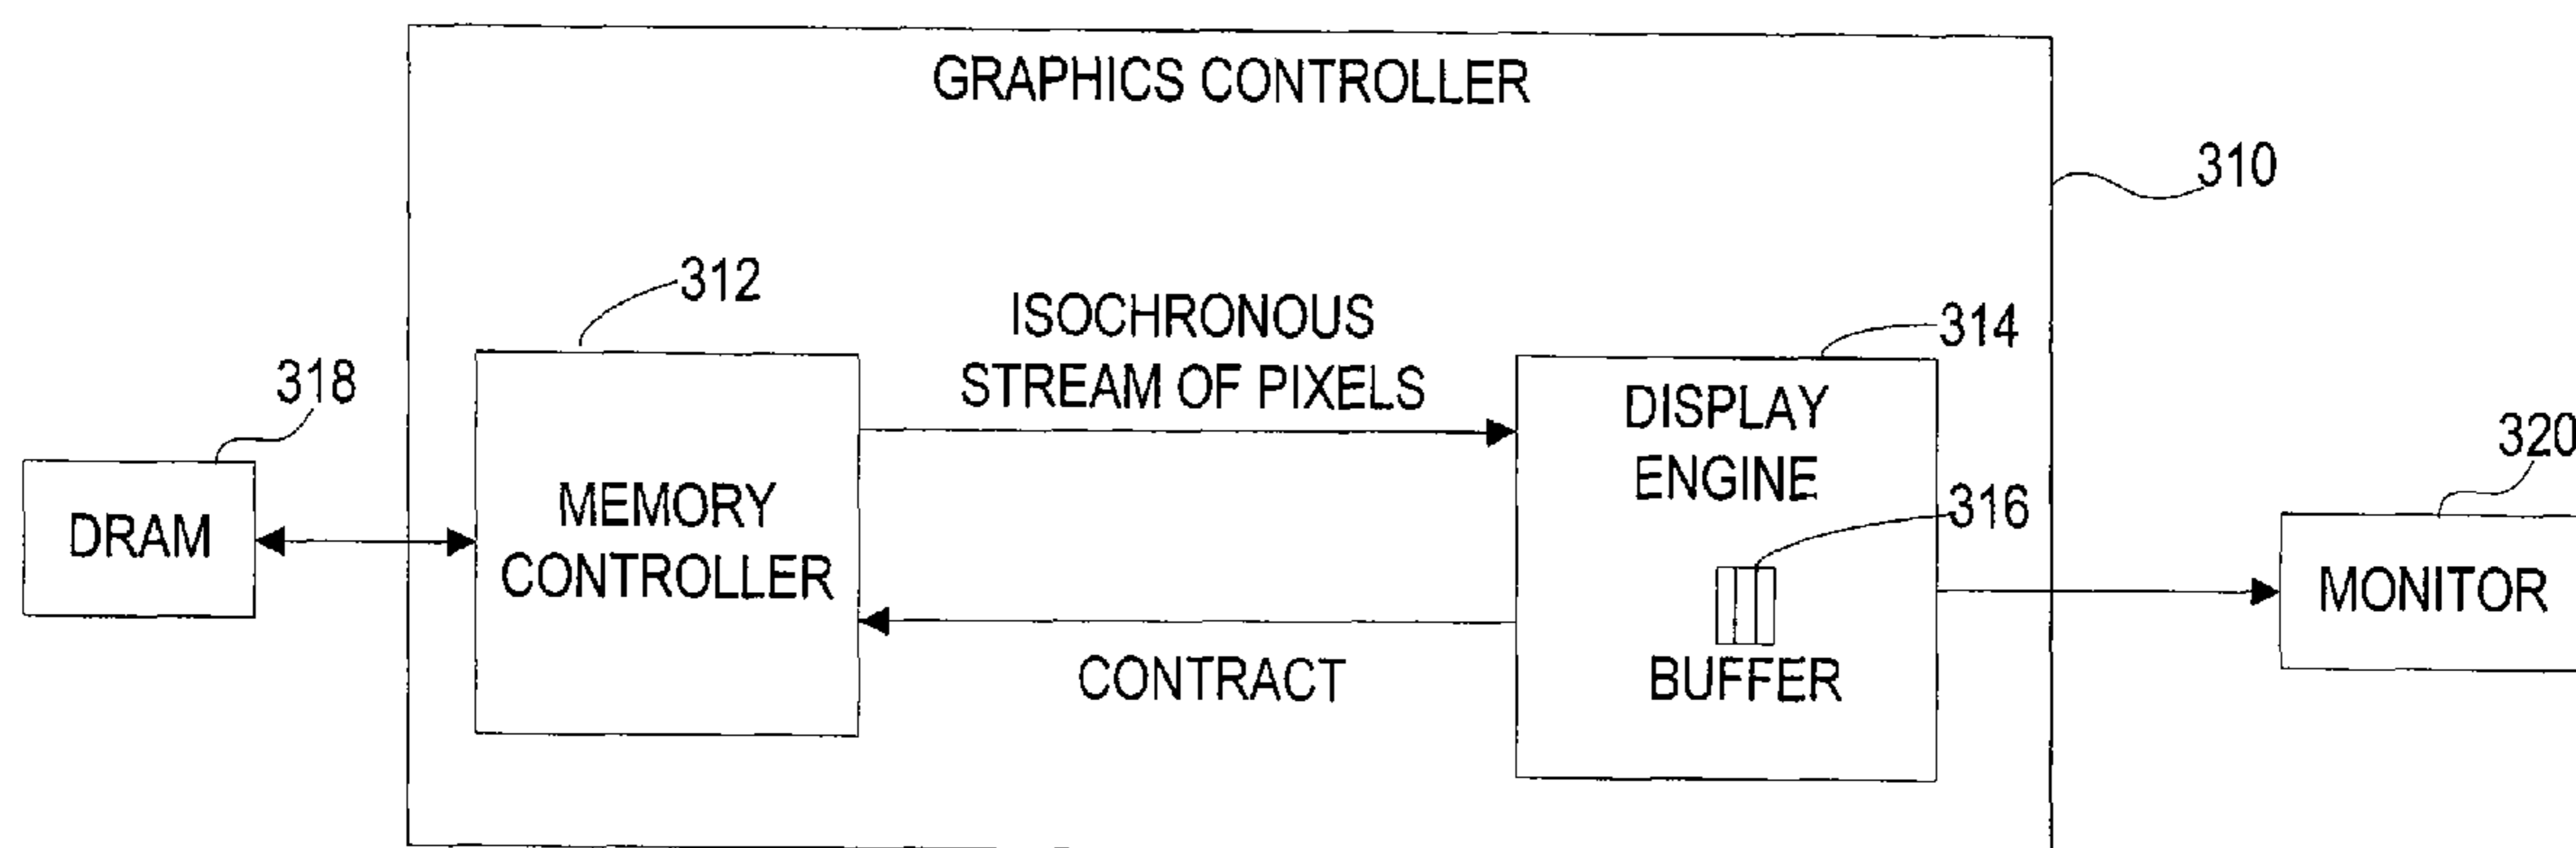 GRAPHICS CONTROLLER
310
312
ISOCHRONOUS
STREAM OF PIXELS
314
318
DISPLAY
ENGINE
320
316
DRAM
MEMORY
CONTROLLER
MONITOR
CONTRACT
BUFFER